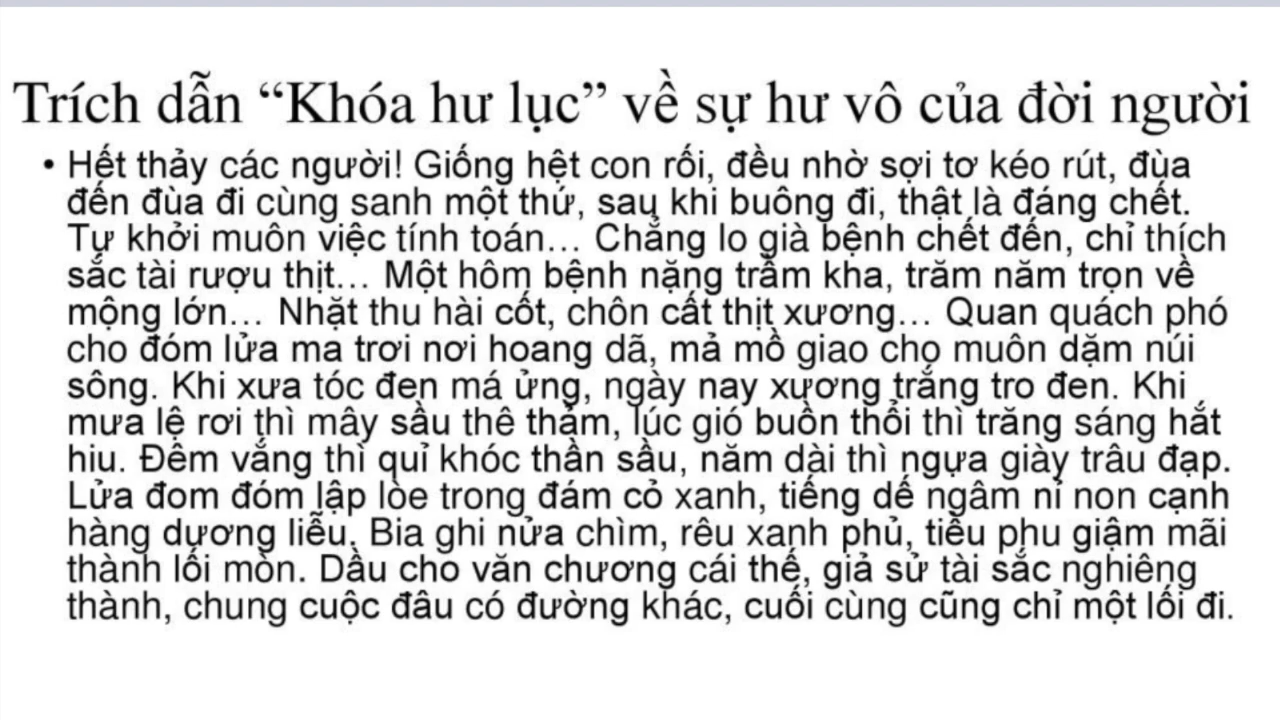 Trích dẫn “Khóa hư lục” về sự hư vô của đời người
• Hết thảy các người! Giống hệt con rối, đều nhờ sợi tơ kéo rút, đùa
đến đùa đi cùng sanh một thứ, sau khi buông đi, thật là đáng chết.
Tự khởi muôn việc tính toán… Chẳng lo già bệnh chết đến, chỉ thích
sắc tài rượu thịt… Một hôm bệnh nặng trầm kha, trăm năm trọn về
mộng lớn… Nhặt thu hài cốt, chôn cất thịt xương… Quan quách phó
cho đóm lửa ma trơi nơi hoang dã, mả mồ giao cho muôn dặm núi
sông. Khi xưa tóc đen má ửng, ngày nay xương trắng tro đen. Khi
mưa lệ rơi thì mây sầu thê thảm, lúc gió buồn thổi thì trăng sáng hắt
hiu. Đêm vắng thì quỉ khóc thần sầu, năm dài thì ngựa giày trâu đạp.
Lửa đom đóm lập lòe trong đám cỏ xanh, tiếng dế ngâm nỉ non cạnh
hàng dương liễu. Bia ghi nửa chìm, rêu xanh phủ, tiều phu giậm mãi
thành lối mòn. Dầu cho văn chương cái thế, giả sử tài sắc nghiêng
thành, chung cuộc đâu có đường khác, cuối cùng cũng chỉ một lối đi.